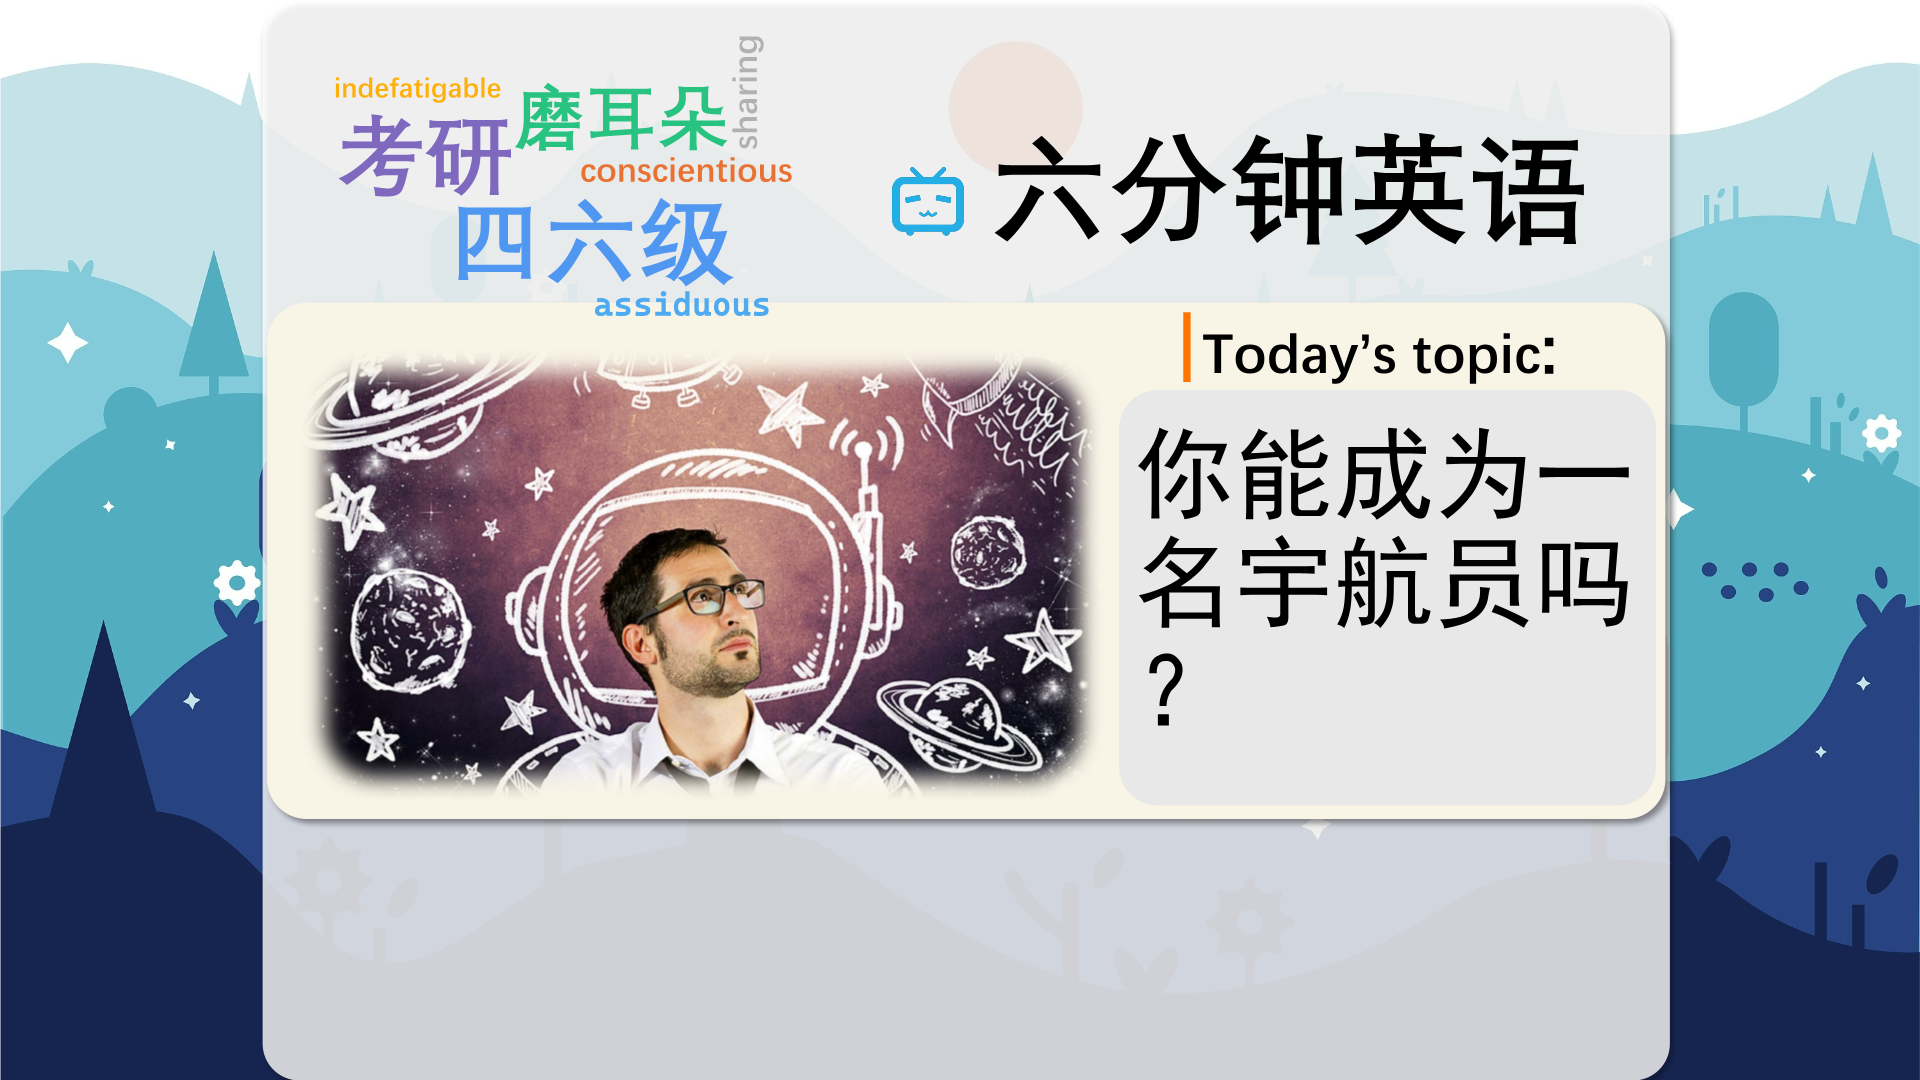 indefatigable
考研
磨耳朵
sharing
conscientious
四六级
assiduous
六分钟英语
Today’s topic:
你能成为一
名宇航员吗
？